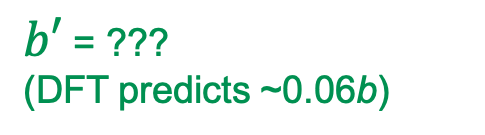 b′ = ???
(DFT predicts ~0.06b)